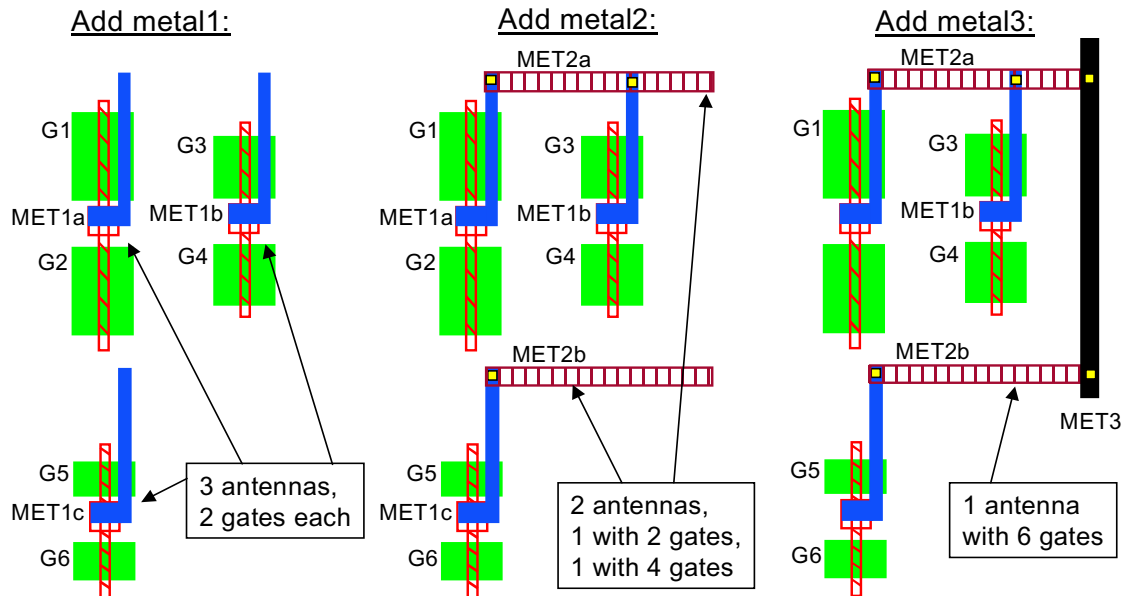 Add metal1:
G1
G3
MET1a
MET1b
G2
G4
G5
MET1c
G6
3 antennas,
2 gates each
Add metal2:
MET2a
G1
G3
MET1a
MET1b
G2
G4
MET2b
G5
MET1c
G6
2 antennas,
1 with 2 gates,
1 with 4 gates
Add metal3:
MET2a
G1
G3
MET1b
G4
MET2b
MET3
G5
G6
1 antenna
with 6 gates